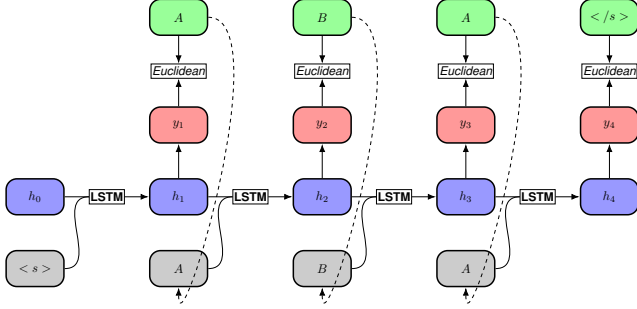 A B A </s>
Euclidean Euclidean Euclidean Euclidean
y₁ y₂ y₃ y₄
h₀ LSTM h₁ LSTM h₂ LSTM h₃ LSTM h₄
<s> A B A